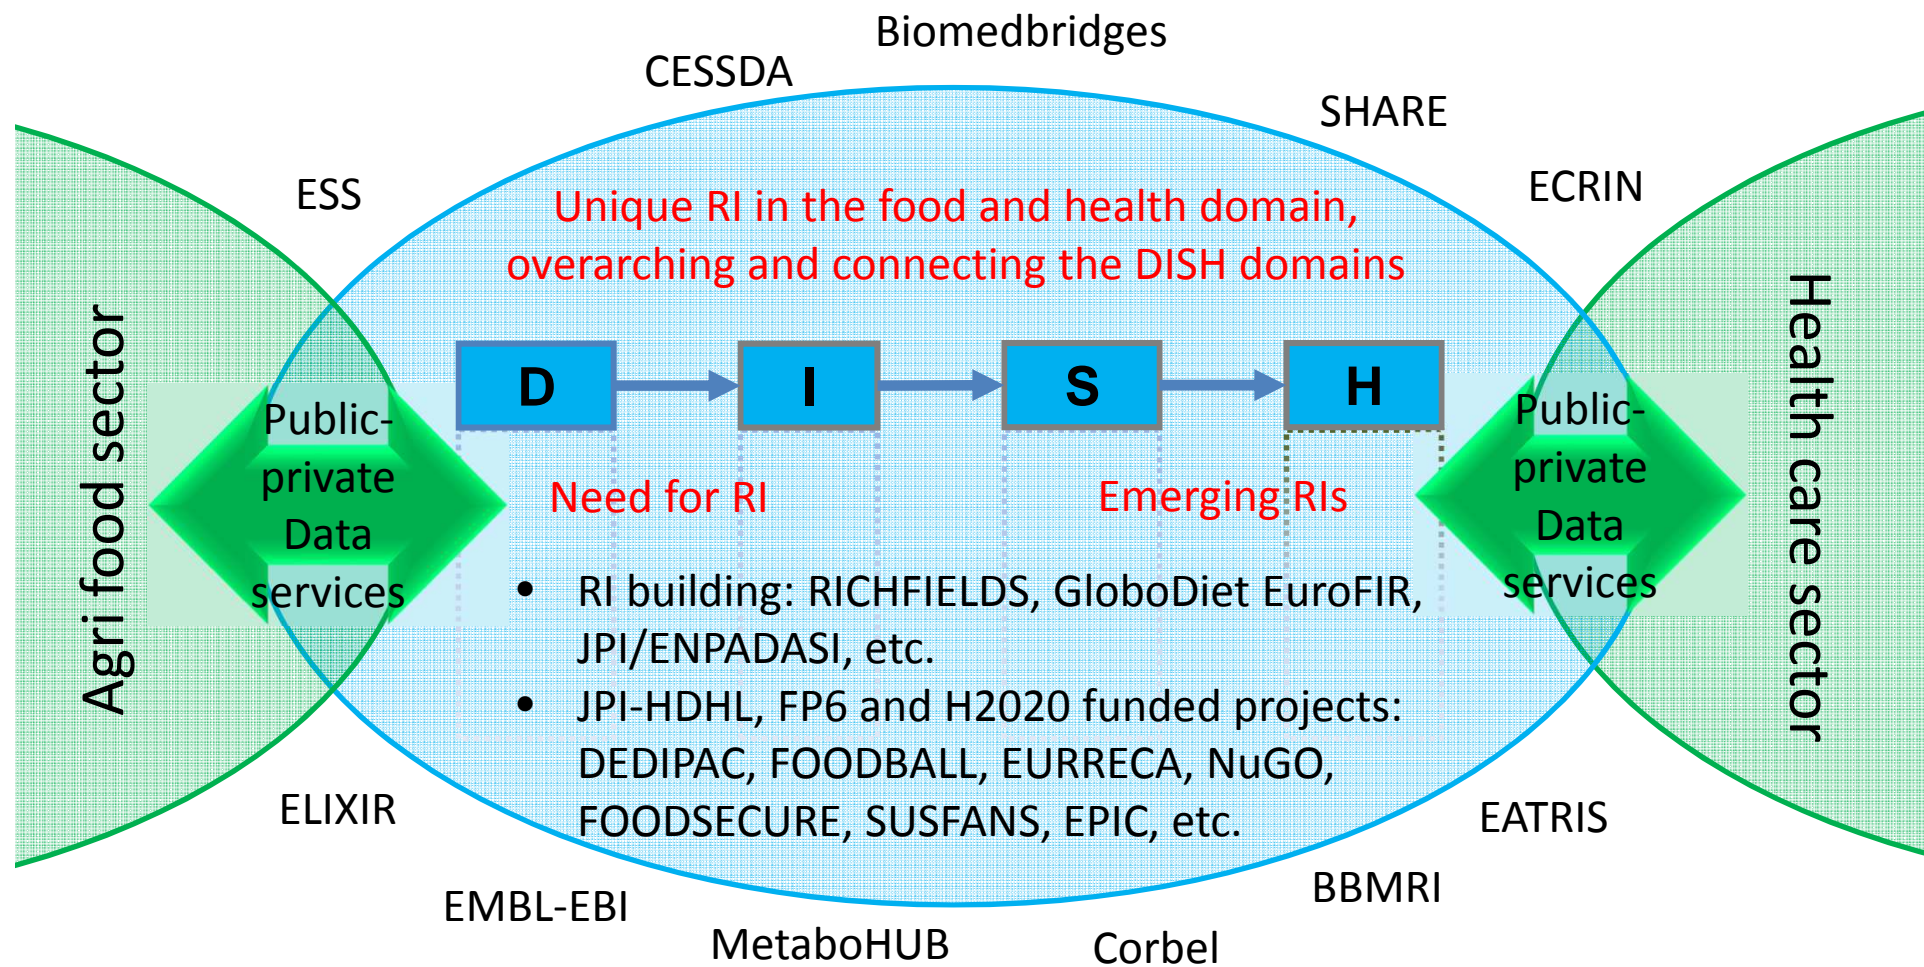 Biomedbridges
CESSDA
SHARE
ESS
ECRIN
Unique RI in the food and health domain,
overarching and connecting the DISH domains
Agri food sector
Health care sector
D
I
S
H
Public-
private
Data
services
Public-
private
Data
services
Need for RI
Emerging RIs
• RI building: RICHFIELDS, GloboDiet EuroFIR,
JPI/ENPADASI, etc.
• JPI-HDHL, FP6 and H2020 funded projects:
DEDIPAC, FOODBALL, EURRECA, NuGO,
FOODSECURE, SUSFANS, EPIC, etc.
ELIXIR
EATRIS
EMBL-EBI
BBMRI
MetaboHUB
Corbel